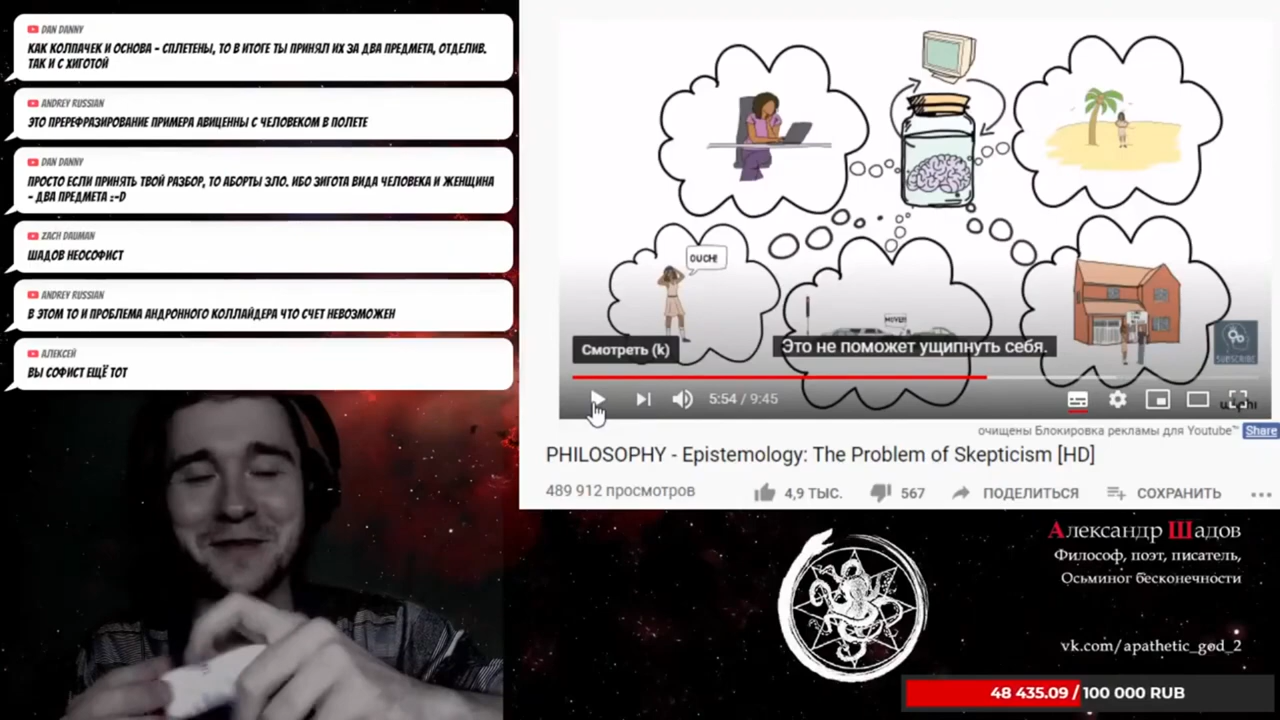 DAN DANNY
КАК КОЛПАЧЕК И ОСНОВА - СПЛЕТЕНЫ, ТО В ИТОГЕ ТЫ ПРИНЯЛ ИХ ЗА ДВА ПРЕДМЕТА, ОТДЕЛИВ.
ТАК И С ХИГОТОЙ
ANDREY RUSSIAN
ЭТО ПРЕРЕФРАЗИРОВАНИЕ ПРИМЕРА АВИЦЕННЫ С ЧЕЛОВЕКОМ В ПОЛЕТЕ
DAN DANNY
ПРОСТО ЕСЛИ ПРИНЯТЬ ТВОЙ РАЗБОР, ТО АБОРТЫ ЗЛО. ИБО ЗИГОТА ВИДА ЧЕЛОВЕКА И ЖЕНЩИНА
- ДВА ПРЕДМЕТА :-D
ZACH DAUMAN
ШАДОВ НЕОСОФИСТ
ANDREY RUSSIAN
В ЭТОМ ТО И ПРОБЛЕМА АНДРОННОГО КОЛЛАЙДЕРА ЧТО СЧЕТ НЕВОЗМОЖЕН
АЛЕКСЕЙ
ВЫ СОФИСТ ЕЩЁ ТОТ
OUCH!
Смотреть (k)
Это не поможет ущипнуть себя.
SUBSCRIBE
5:54 / 9:45
очищены Блокировка рекламы для Youtube™ Share
PHILOSOPHY - Epistemology: The Problem of Skepticism [HD]
489 912 просмотров
4,9 ТЫС.
567
ПОДЕЛИТЬСЯ
СОХРАНИТЬ
Александр Шадов
Философ, поэт, писатель,
Осьминог бесконечности
vk.com/apathetic_god_2
48 435.09 / 100 000 RUB